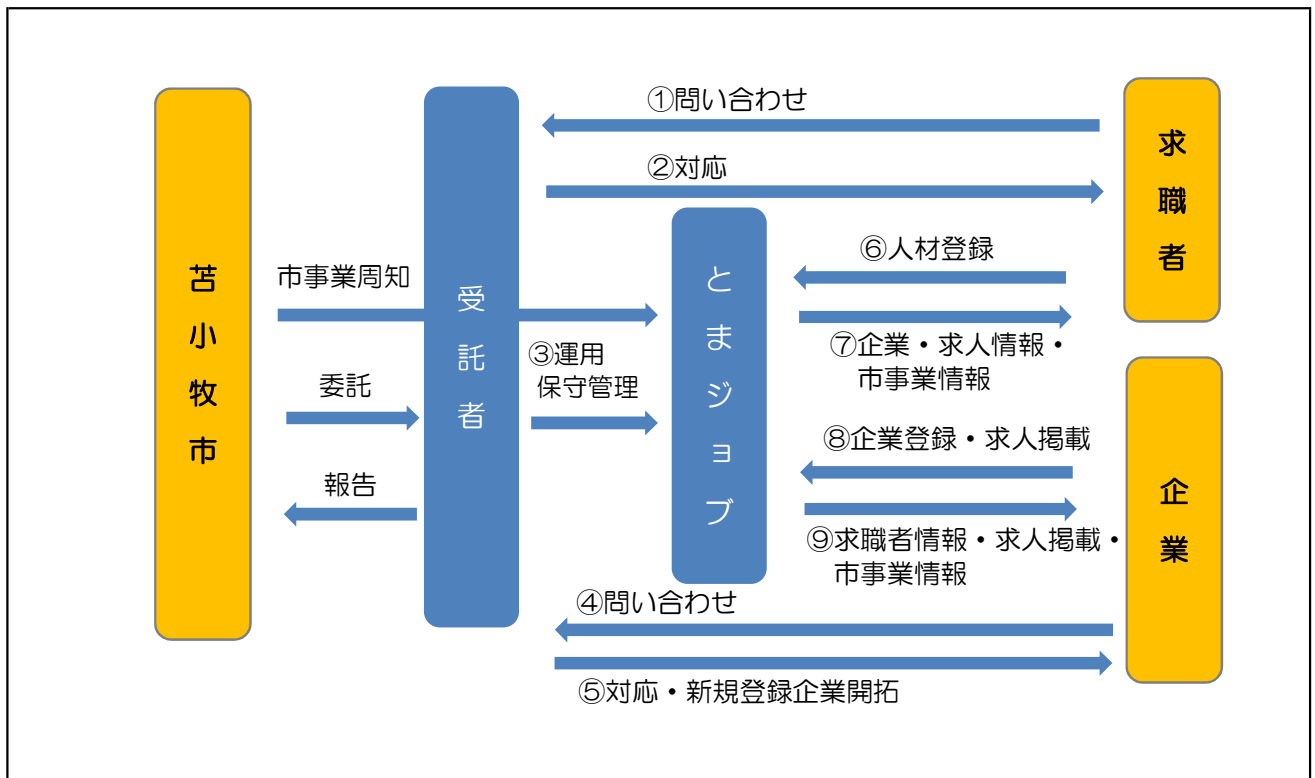 苫小牧市
受託者
とまジョブ
求職者
企業
①問い合わせ
②対応
市事業周知
委託
報告
③運用
保守管理
⑥人材登録
⑦企業・求人情報・
市事業情報
⑧企業登録・求人掲載
⑨求職者情報・求人掲載・
市事業情報
④問い合わせ
⑤対応・新規登録企業開拓